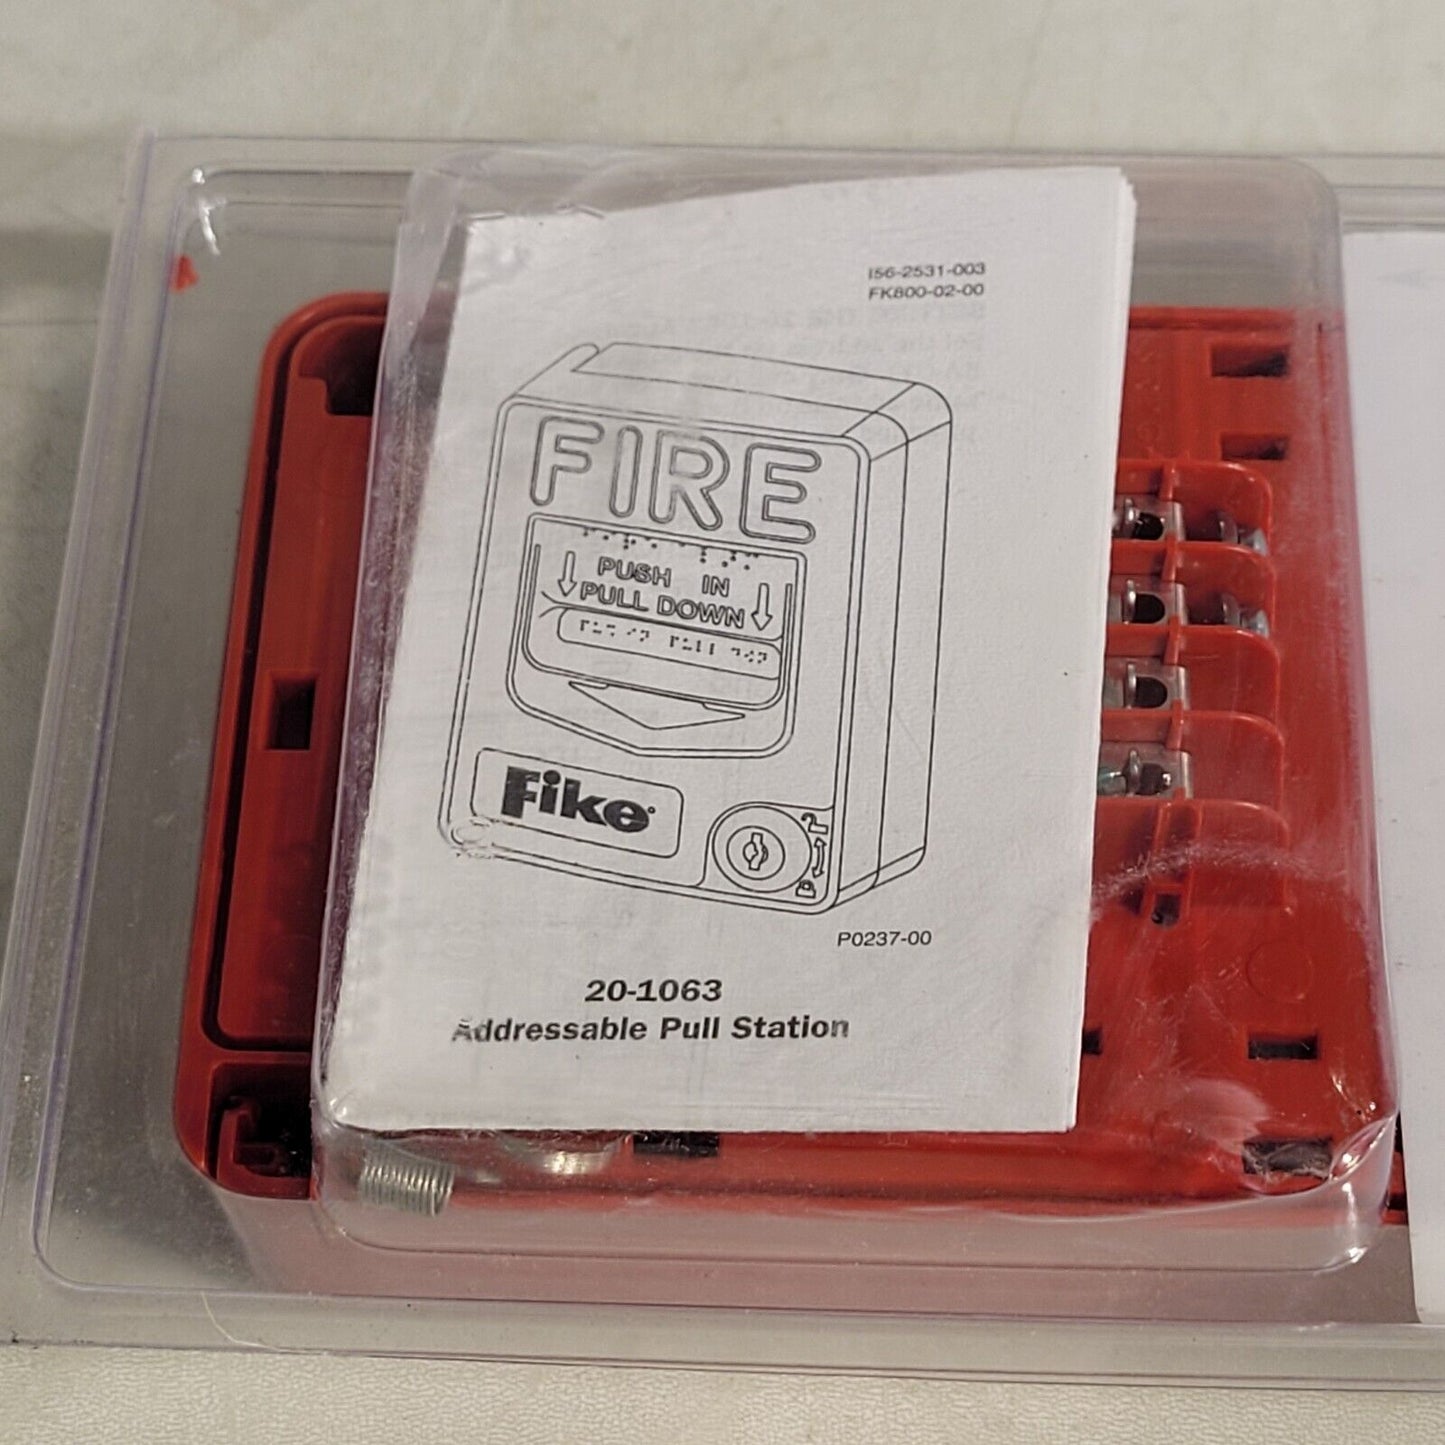 I56-2531-003
FK800-02-00
FIRE
PUSH IN
PULL DOWN
Fike
P0237-00
20-1063
Addressable Pull Station